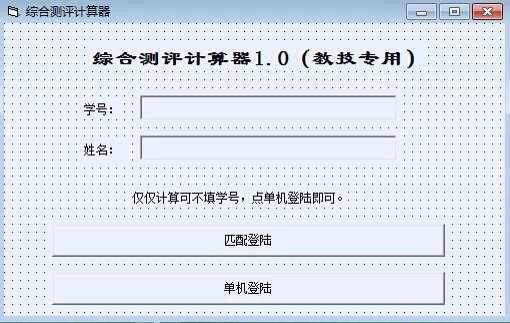 综合测评计算器
综合测评计算器1.0（教技专用）
学号：
姓名：
仅仅计算可不填学号，点单机登陆即可。
匹配登陆
单机登陆